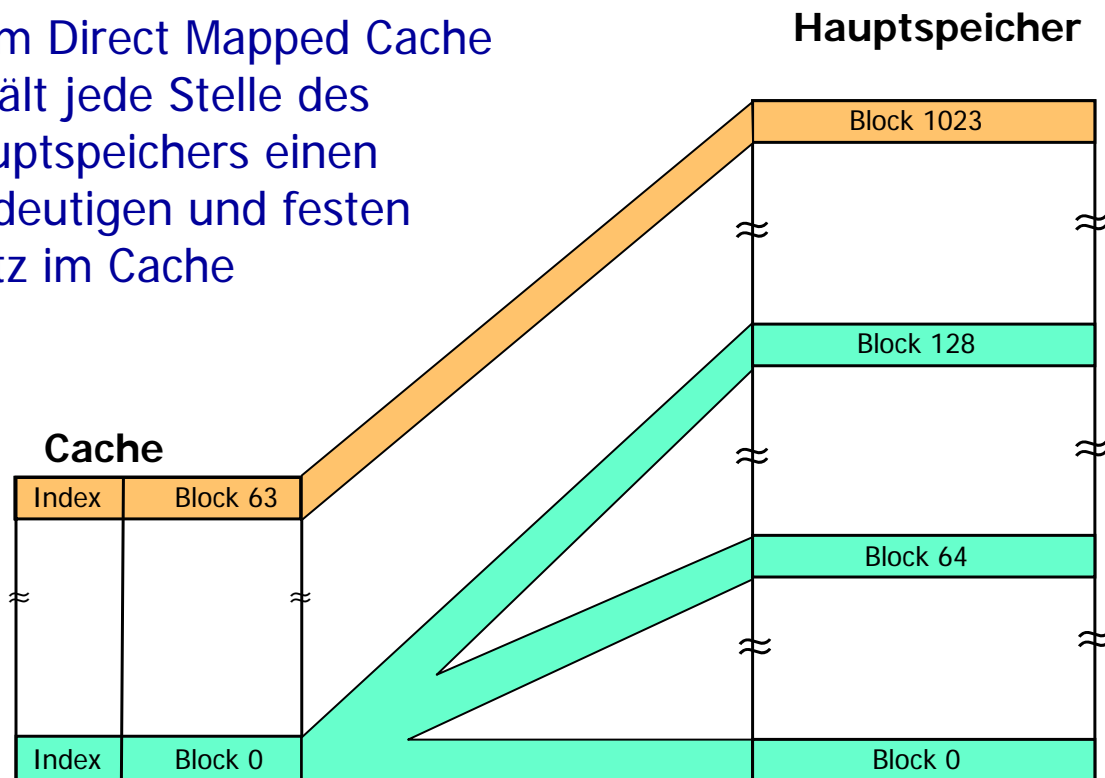 m Direct Mapped Cache
ält jede Stelle des
uptspeichers einen
deutigen und festen
tz im Cache
Hauptspeicher
Block 1023
Block 128
Cache
Index Block 63
Block 64
Index Block 0
Block 0